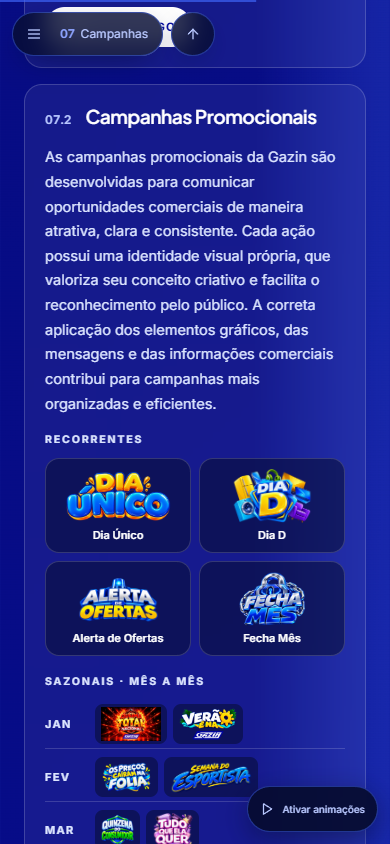 07 Campanhas
07.2 Campanhas Promocionais
As campanhas promocionais da Gazin são
desenvolvidas para comunicar
oportunidades comerciais de maneira
atrativa, clara e consistente. Cada ação
possui uma identidade visual própria, que
valoriza seu conceito criativo e facilita o
reconhecimento pelo público. A correta
aplicação dos elementos gráficos, das
mensagens e das informações comerciais
contribui para campanhas mais
organizadas e eficientes.
RECORRENTES
DIA
ÚNICO
Dia Único
DIA
D
Dia D
ALERTA
DE
OFERTAS
Alerta de Ofertas
FECHA
MÊS
Fecha Mês
SAZONAIS · MÊS A MÊS
JAN
TOTAL
VERÃO
É NA
GAZIN
FEV
OS PREÇOS
CAÍRAM NA
FOLIA
SEMANA DO
ESPORTISTA
Ativar animações
MAR
QUINZENA
DO
CONSUMIDOR
TUDO
QUE ELA
QUER